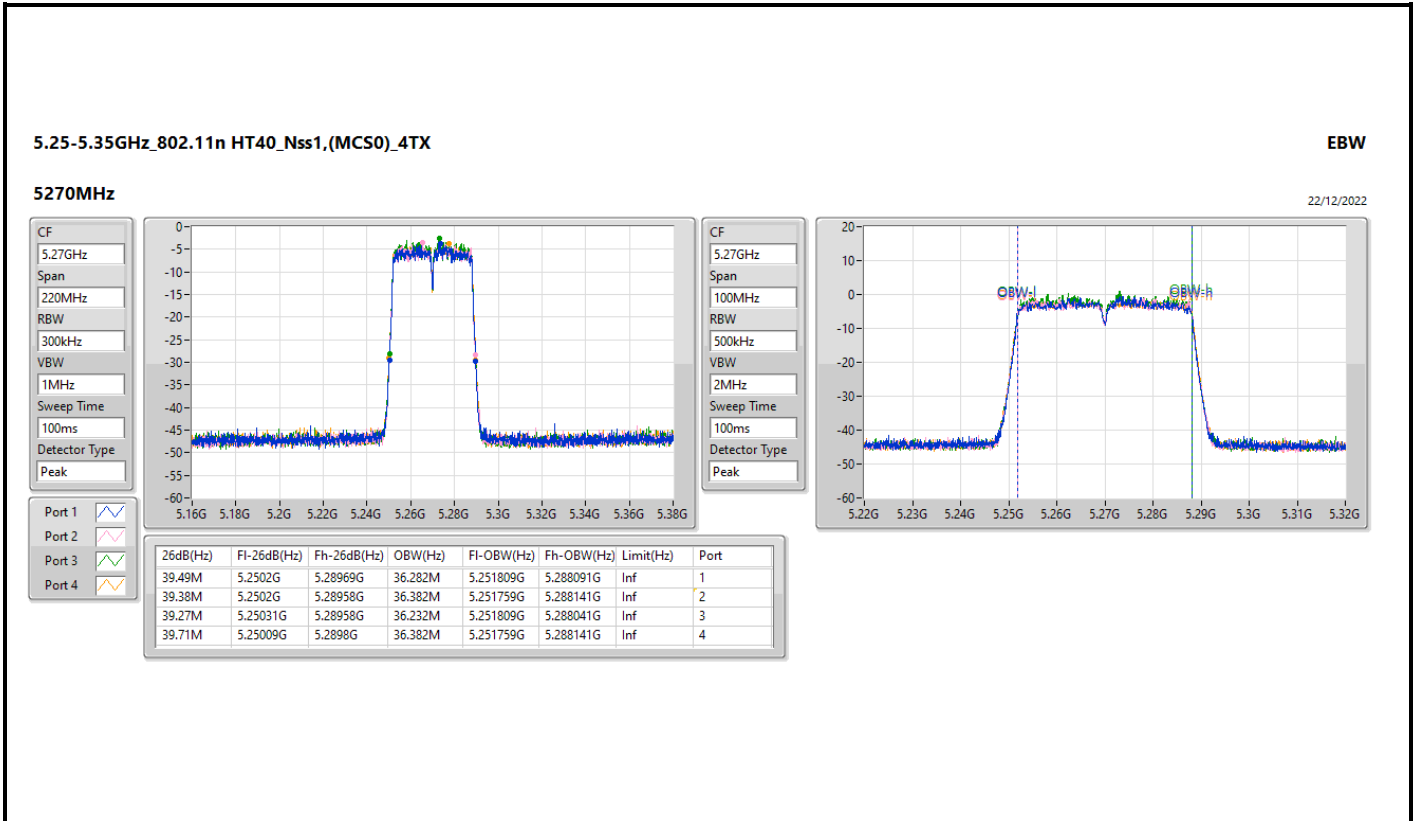 5.25-5.35GHz_802.11n HT40_Nss1,(MCS0)_4TX
EBW
5270MHz
22/12/2022
CF
5.27GHz
Span
220MHz
RBW
300kHz
VBW
1MHz
Sweep Time
100ms
Detector Type
Peak
0
-5
-10
-15
-20
-25
-30
-35
-40
-45
-50
-55
-60
5.16G 5.18G 5.2G 5.22G 5.24G 5.26G 5.28G 5.3G 5.32G 5.34G 5.36G 5.38G
CF
5.27GHz
Span
100MHz
RBW
500kHz
VBW
2MHz
Sweep Time
100ms
Detector Type
Peak
20
10
0
-10
-20
-30
-40
-50
-60
OBW-l OBW-h
5.22G 5.23G 5.24G 5.25G 5.26G 5.27G 5.28G 5.29G 5.3G 5.31G 5.32G
Port 1
Port 2
Port 3
Port 4
26dB(Hz) Fl-26dB(Hz) Fh-26dB(Hz) OBW(Hz) Fl-OBW(Hz) Fh-OBW(Hz) Limit(Hz) Port
39.49M 5.2502G 5.28969G 36.282M 5.251809G 5.288091G Inf 1
39.38M 5.2502G 5.28958G 36.382M 5.251759G 5.288141G Inf 2
39.27M 5.25031G 5.28958G 36.232M 5.251809G 5.288041G Inf 3
39.71M 5.25009G 5.2898G 36.382M 5.251759G 5.288141G Inf 4